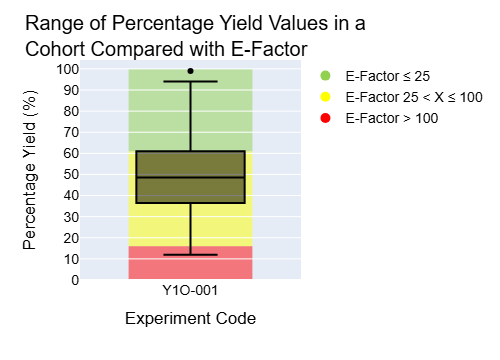 Range of Percentage Yield Values in a
Cohort Compared with E-Factor
E-Factor ≤ 25
E-Factor 25 < X ≤ 100
E-Factor > 100
Percentage Yield (%)
100
90
80
70
60
50
40
30
20
10
0
Y1O-001
Experiment Code